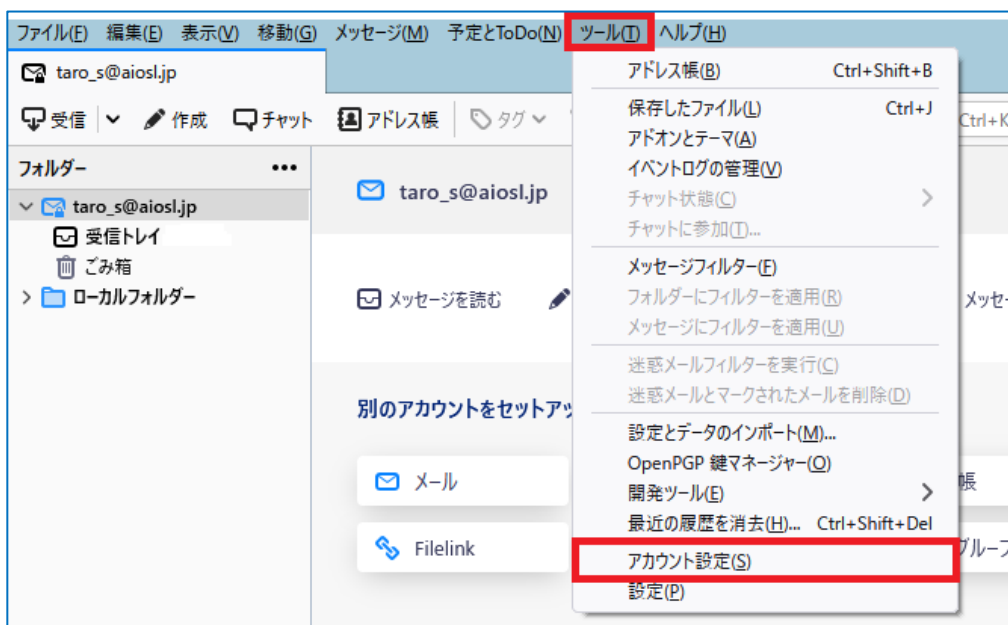 ファイル(F) 編集(E) 表示(V) 移動(G) メッセージ(M) 予定とToDo(N) ツール(T) ヘルプ(H)
taro_s@aiosl.jp
受信 作成 チャット アドレス帳 タグ Ctrl+K
フォルダー
taro_s@aiosl.jp
受信トレイ
ごみ箱
ローカルフォルダー
taro_s@aiosl.jp
メッセージを読む
別のアカウントをセットアッ
メール
Filelink
アドレス帳(B) Ctrl+Shift+B
保存したファイル(L) Ctrl+J
アドオンとテーマ(A)
イベントログの管理(V)
チャット状態(C)
チャットに参加(T)...
メッセージフィルター(F)
フォルダーにフィルターを適用(R)
メッセージにフィルターを適用(U)
迷惑メールフィルターを実行(C)
迷惑メールとマークされたメールを削除(D)
設定とデータのインポート(M)...
OpenPGP 鍵マネージャー(O)
開発ツール(E)
最近の履歴を消去(H)... Ctrl+Shift+Del
アカウント設定(S)
設定(P)
メッセー
帳
グループ